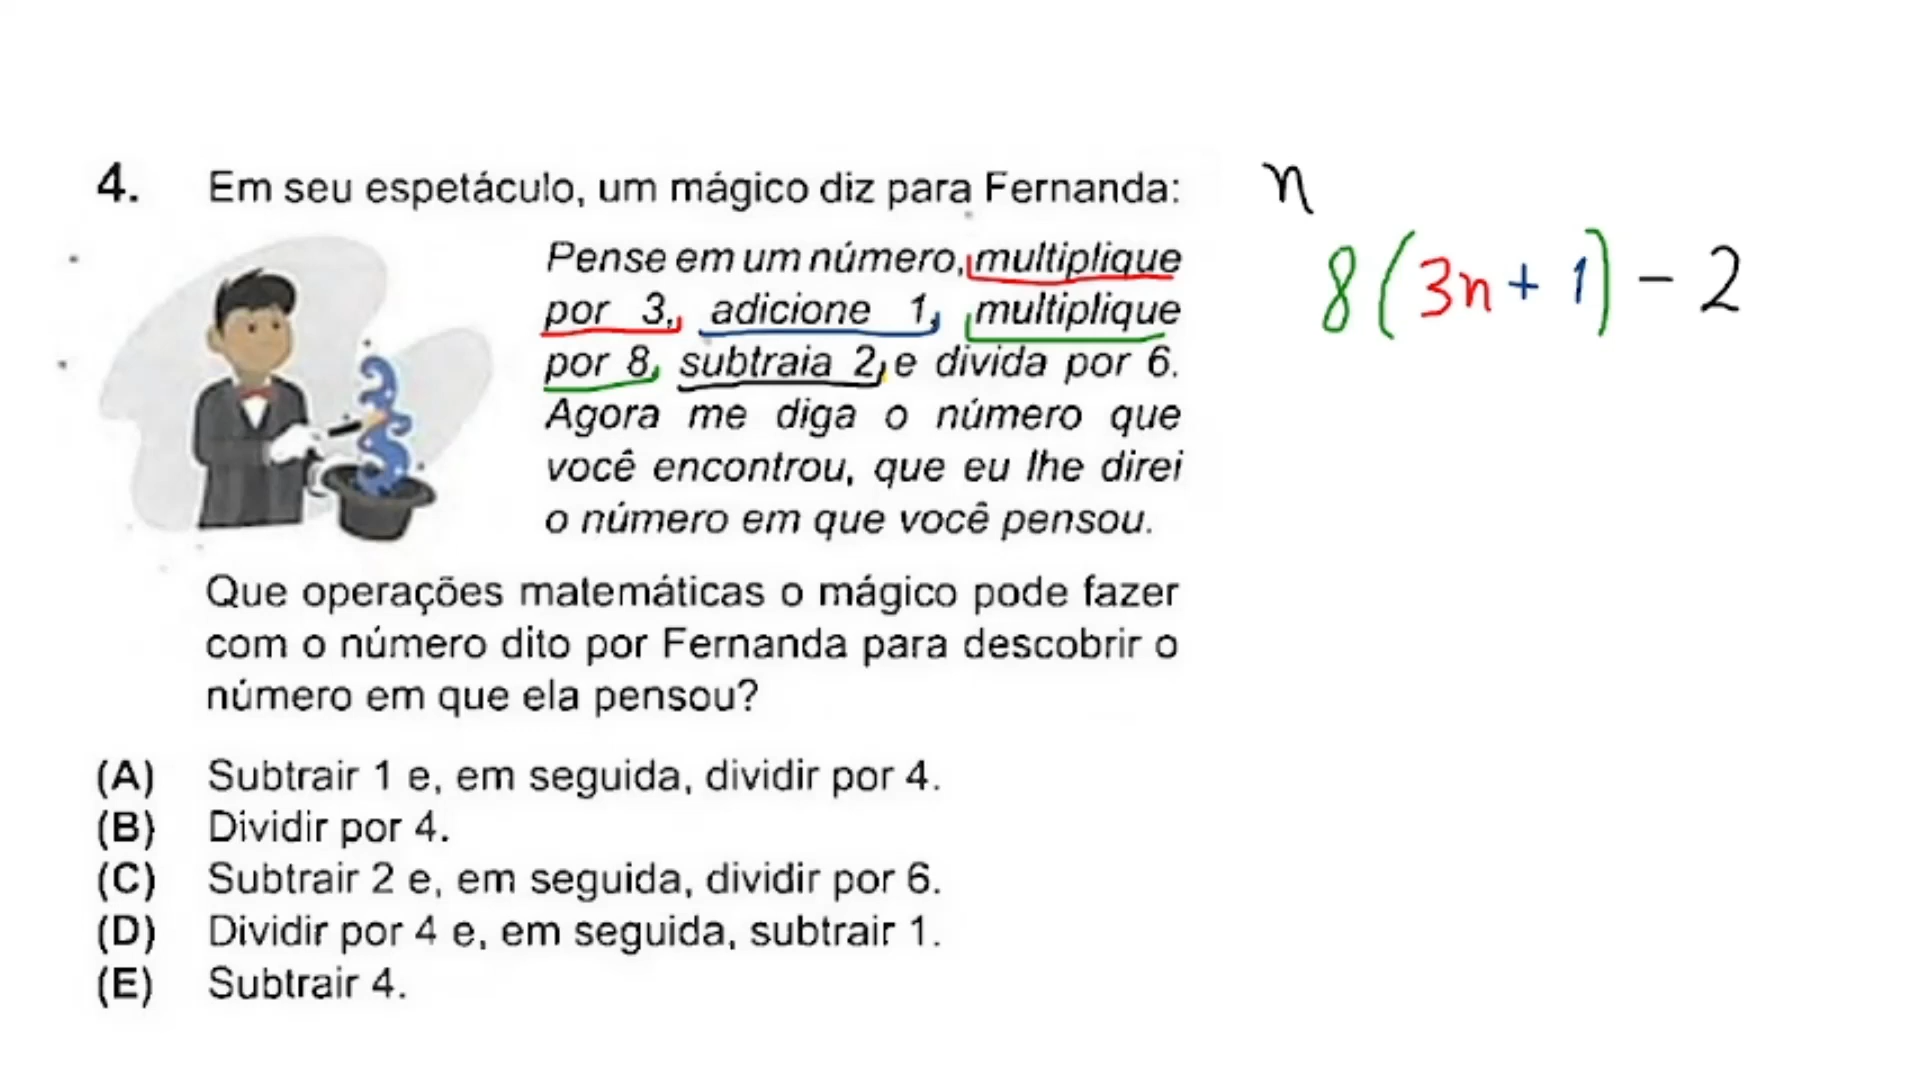 4. Em seu espetáculo, um mágico diz para Fernanda:
Pense em um número, multiplique
por 3, adicione 1, multiplique
por 8, subtraia 2, e divida por 6.
Agora me diga o número que
você encontrou, que eu lhe direi
o número em que você pensou.
Que operações matemáticas o mágico pode fazer
com o número dito por Fernanda para descobrir o
número em que ela pensou?
(A) Subtrair 1 e, em seguida, dividir por 4.
(B) Dividir por 4.
(C) Subtrair 2 e, em seguida, dividir por 6.
(D) Dividir por 4 e, em seguida, subtrair 1.
(E) Subtrair 4.
n
8(3n + 1) - 2